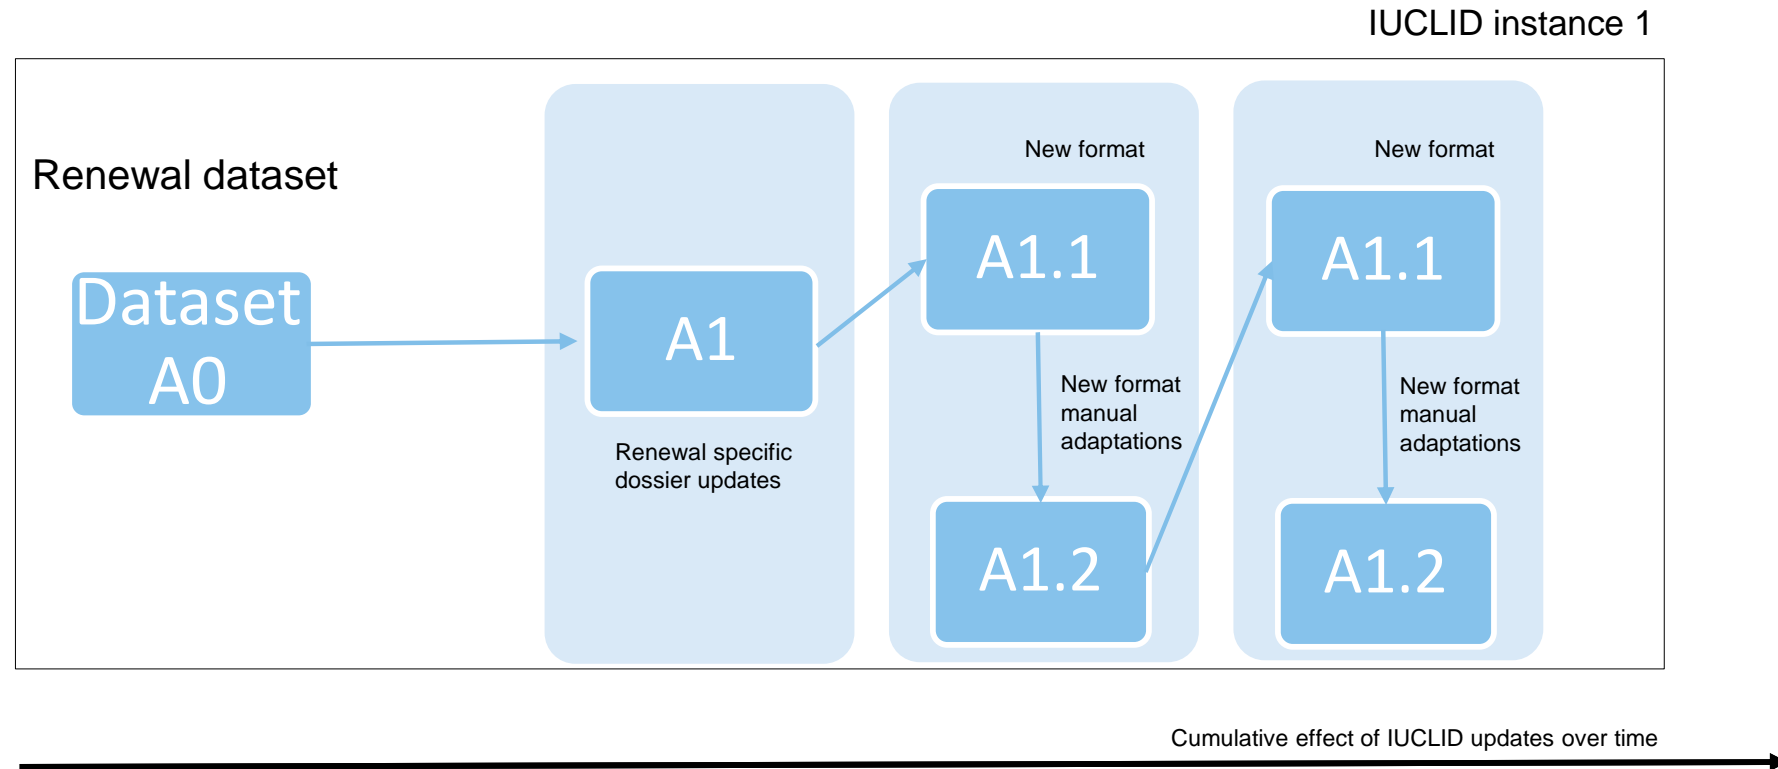 IUCLID instance 1
Renewal dataset
Dataset
A0
A1
Renewal specific
dossier updates
New format
A1.1
New format
manual
adaptations
A1.2
New format
A1.1
New format
manual
adaptations
A1.2
Cumulative effect of IUCLID updates over time